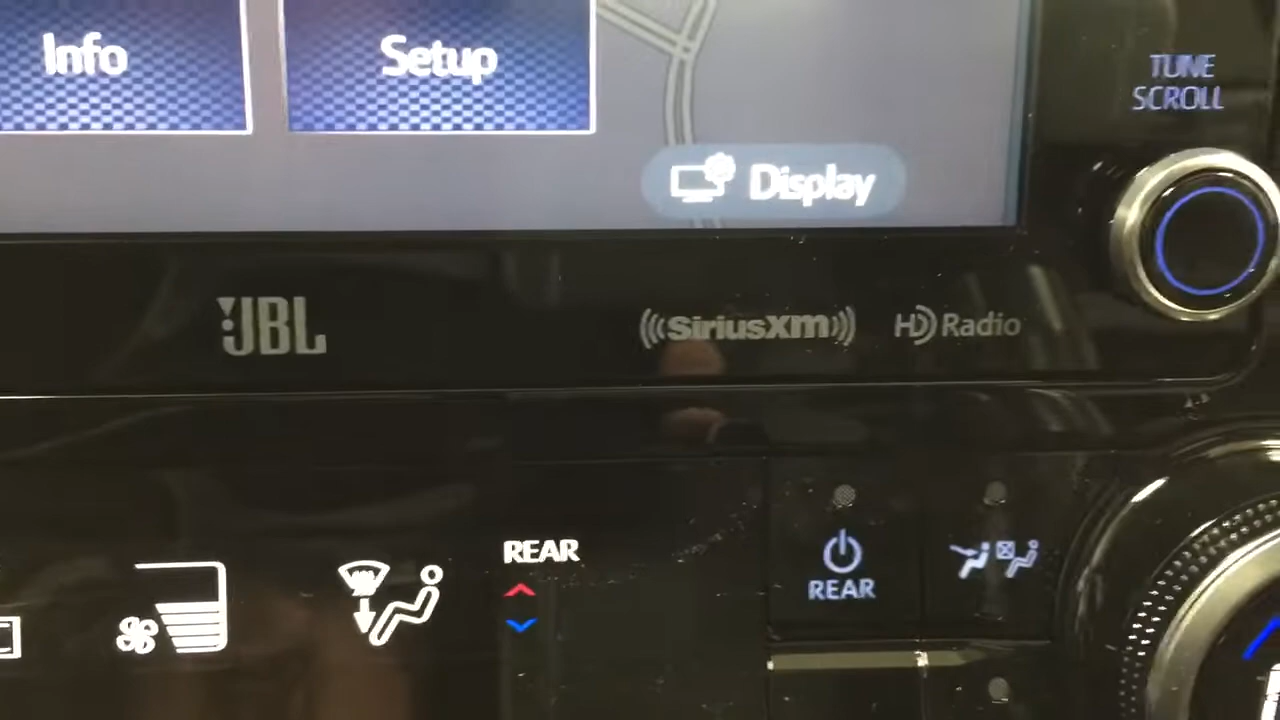 Info
Setup
TUNE
SCROLL
Display
JBL
SiriusXM
HD Radio
REAR
REAR